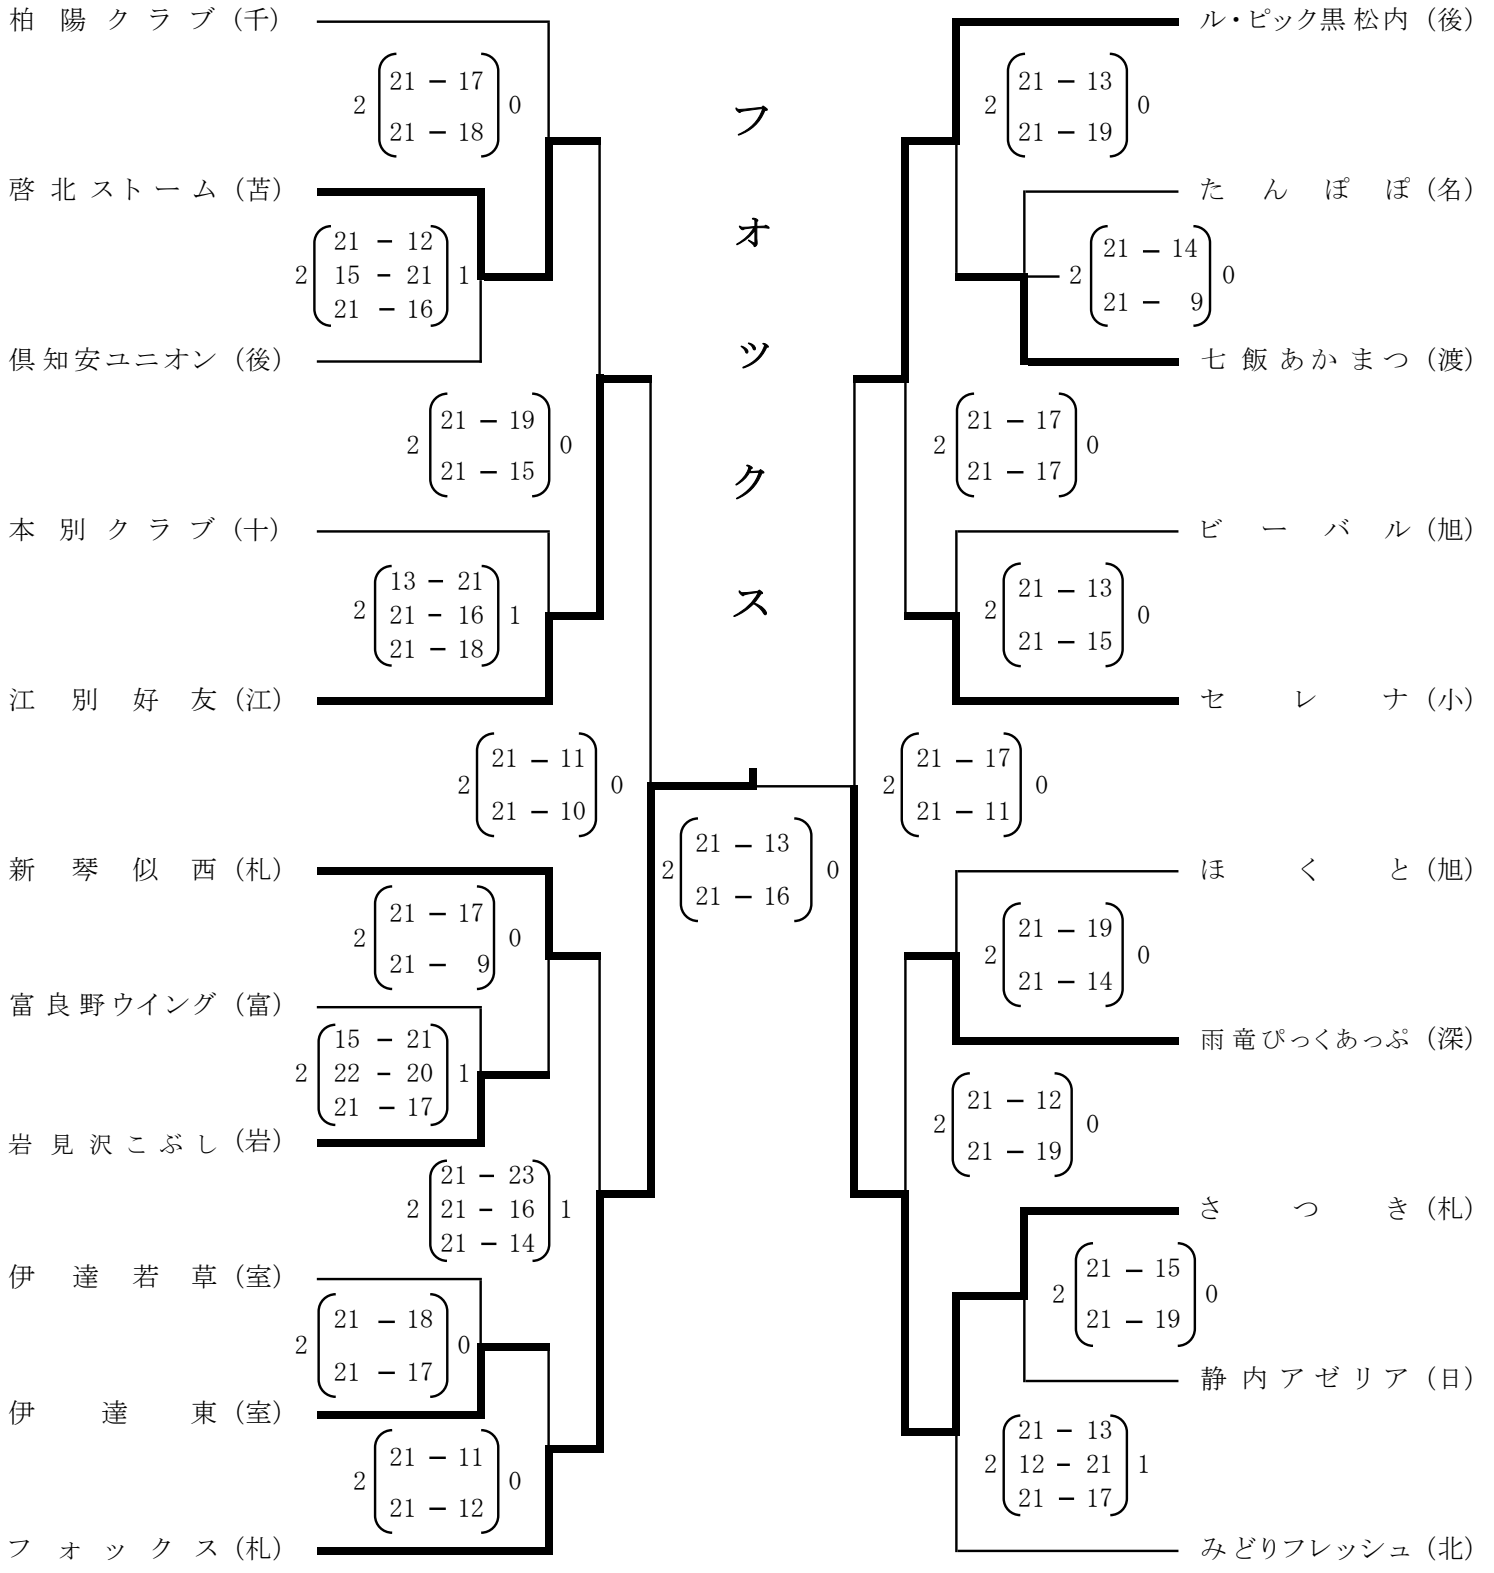 柏陽クラブ（千）
2 21 － 17 0
21 － 18
啓北ストーム（苫）
2 21 － 12 1
15 － 21
21 － 16
倶知安ユニオン（後）
2 21 － 19 0
21 － 15
本別クラブ（十）
2 13 － 21 1
21 － 16
21 － 18
江別好友（江）
2 21 － 11 0
21 － 10
新琴似西（札）
2 21 － 17 0
21 － 9
富良野ウイング（富）
2 15 － 21 1
22 － 20
21 － 17
岩見沢こぶし（岩）
2 21 － 23 1
21 － 16
21 － 14
伊達若草（室）
2 21 － 18 0
21 － 17
伊達東（室）
2 21 － 11 0
21 － 12
フォックス（札）
フオツクス
2 21 － 13 0
21 － 16
ル・ピック黒松内（後）
2 21 － 13 0
21 － 19
たんぽぽ（名）
2 21 － 14 0
21 － 9
七飯あかまつ（渡）
2 21 － 17 0
21 － 17
ビーバル（旭）
2 21 － 13 0
21 － 15
セレナ（小）
2 21 － 17 0
21 － 11
ほくと（旭）
2 21 － 19 0
21 － 14
雨竜ぴっくあっぷ（深）
2 21 － 12 0
21 － 19
さつき（札）
2 21 － 15 0
21 － 19
静内アゼリア（日）
2 21 － 13 1
12 － 21
21 － 17
みどりフレッシュ（北）